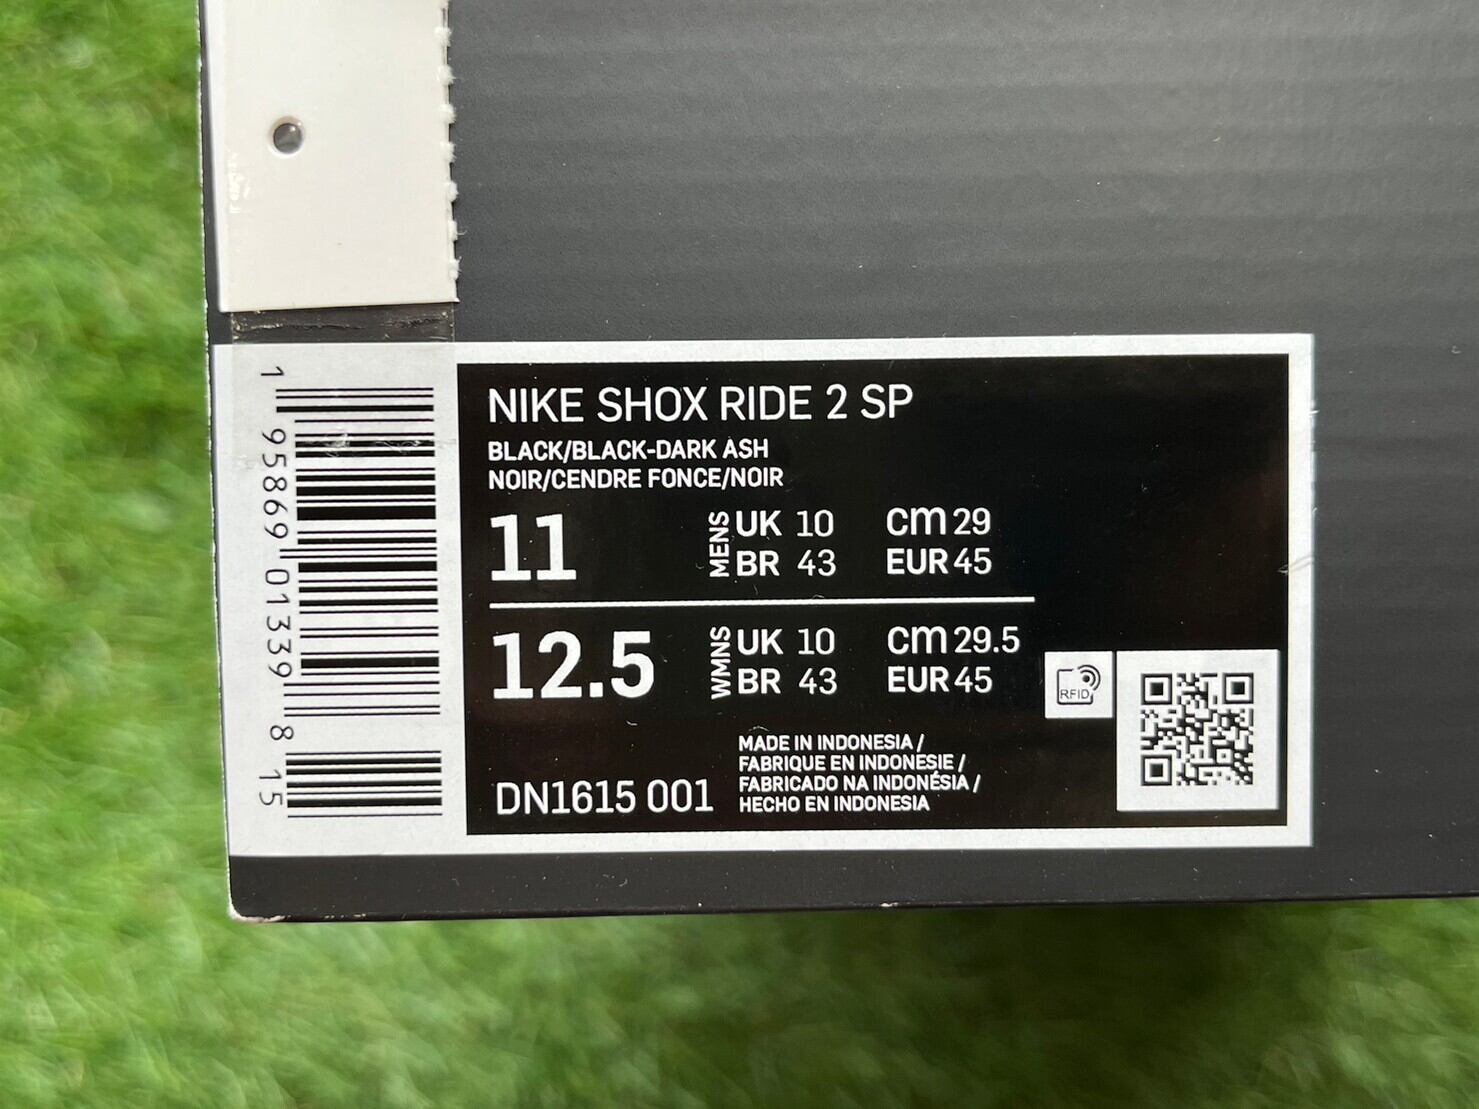 NIKE SHOX RIDE 2 SP
BLACK/BLACK-DARK ASH
NOIR/CENDRE FONCE/NOIR
11 MENS UK 10 cm 29
BR 43 EUR 45
12.5 WMNS UK 10 cm 29.5
BR 43 EUR 45
RFID
DN1615 001
MADE IN INDONESIA /
FABRIQUE EN INDONESIE /
FABRICADO NA INDONÉSIA /
HECHO EN INDONESIA
1 95869 01339 8 15